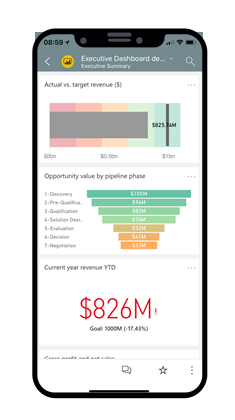 08:59
Executive Dashboard de...
Executive Summary
Actual vs. target revenue ($)
$825.74M
$0bn $0.5bn $1bn
Opportunity value by pipeline phase
1-Discovery $105M
2-Pre-Qualifica... $96M
3-Qualification $82M
4-Solution Desi... $74M
5-Evaluation $52M
6-Decision $41M
7-Negotiation $37M
Current year revenue YTD
$826M!
Goal: 1000M (-17.43%)
Gross profit and net sales